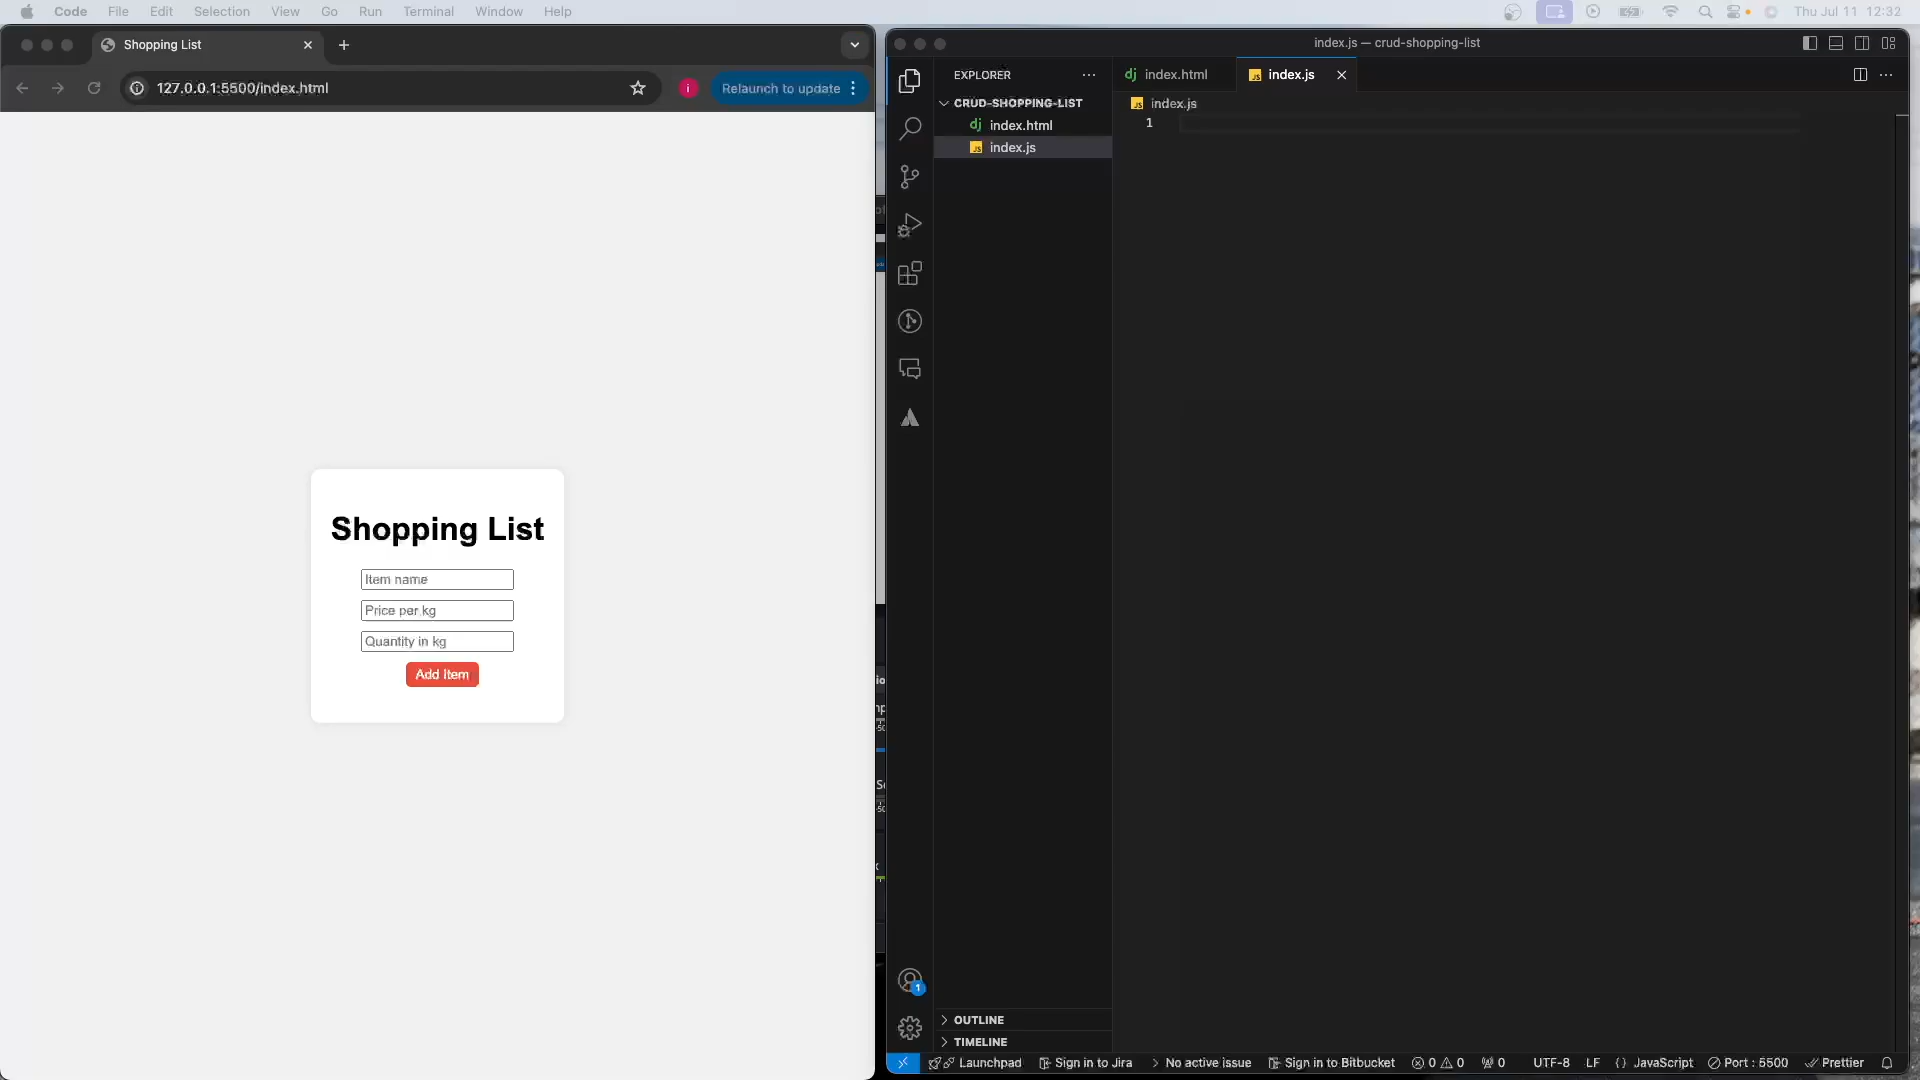 Code File Edit Selection View Go Run Terminal Window Help Thu Jul 11 12:32
Shopping List
127.0.0.1:5500/index.html
i
Relaunch to update
Shopping List
Item name
Price per kg
Quantity in kg
Add Item
index.js — crud-shopping-list
EXPLORER
CRUD-SHOPPING-LIST
index.html
index.js
index.html
index.js
index.js
1
1
OUTLINE
TIMELINE
Launchpad Sign in to Jira No active issue Sign in to Bitbucket 0 0 0 UTF-8 LF {} JavaScript Port : 5500 Prettier